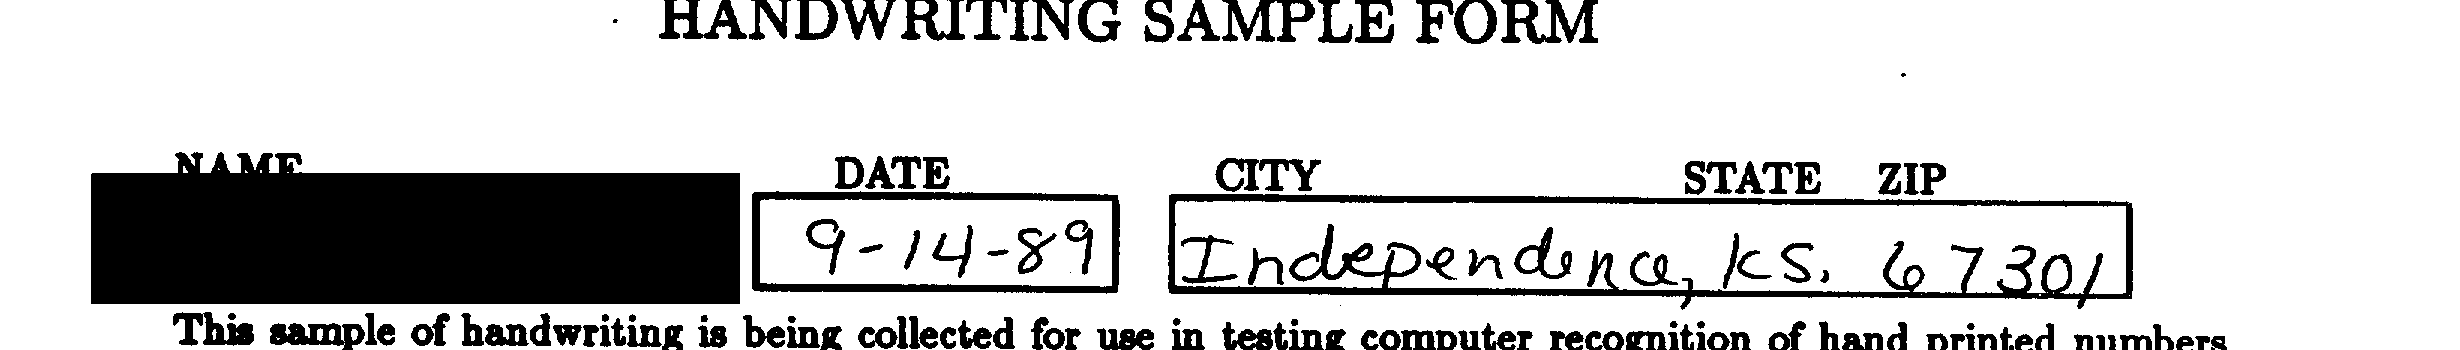 HANDWRITING SAMPLE FORM
NAME DATE CITY STATE ZIP
9-14-89 Independence, KS. 67301
This sample of handwriting is being collected for use in testing computer recognition of hand printed numbers